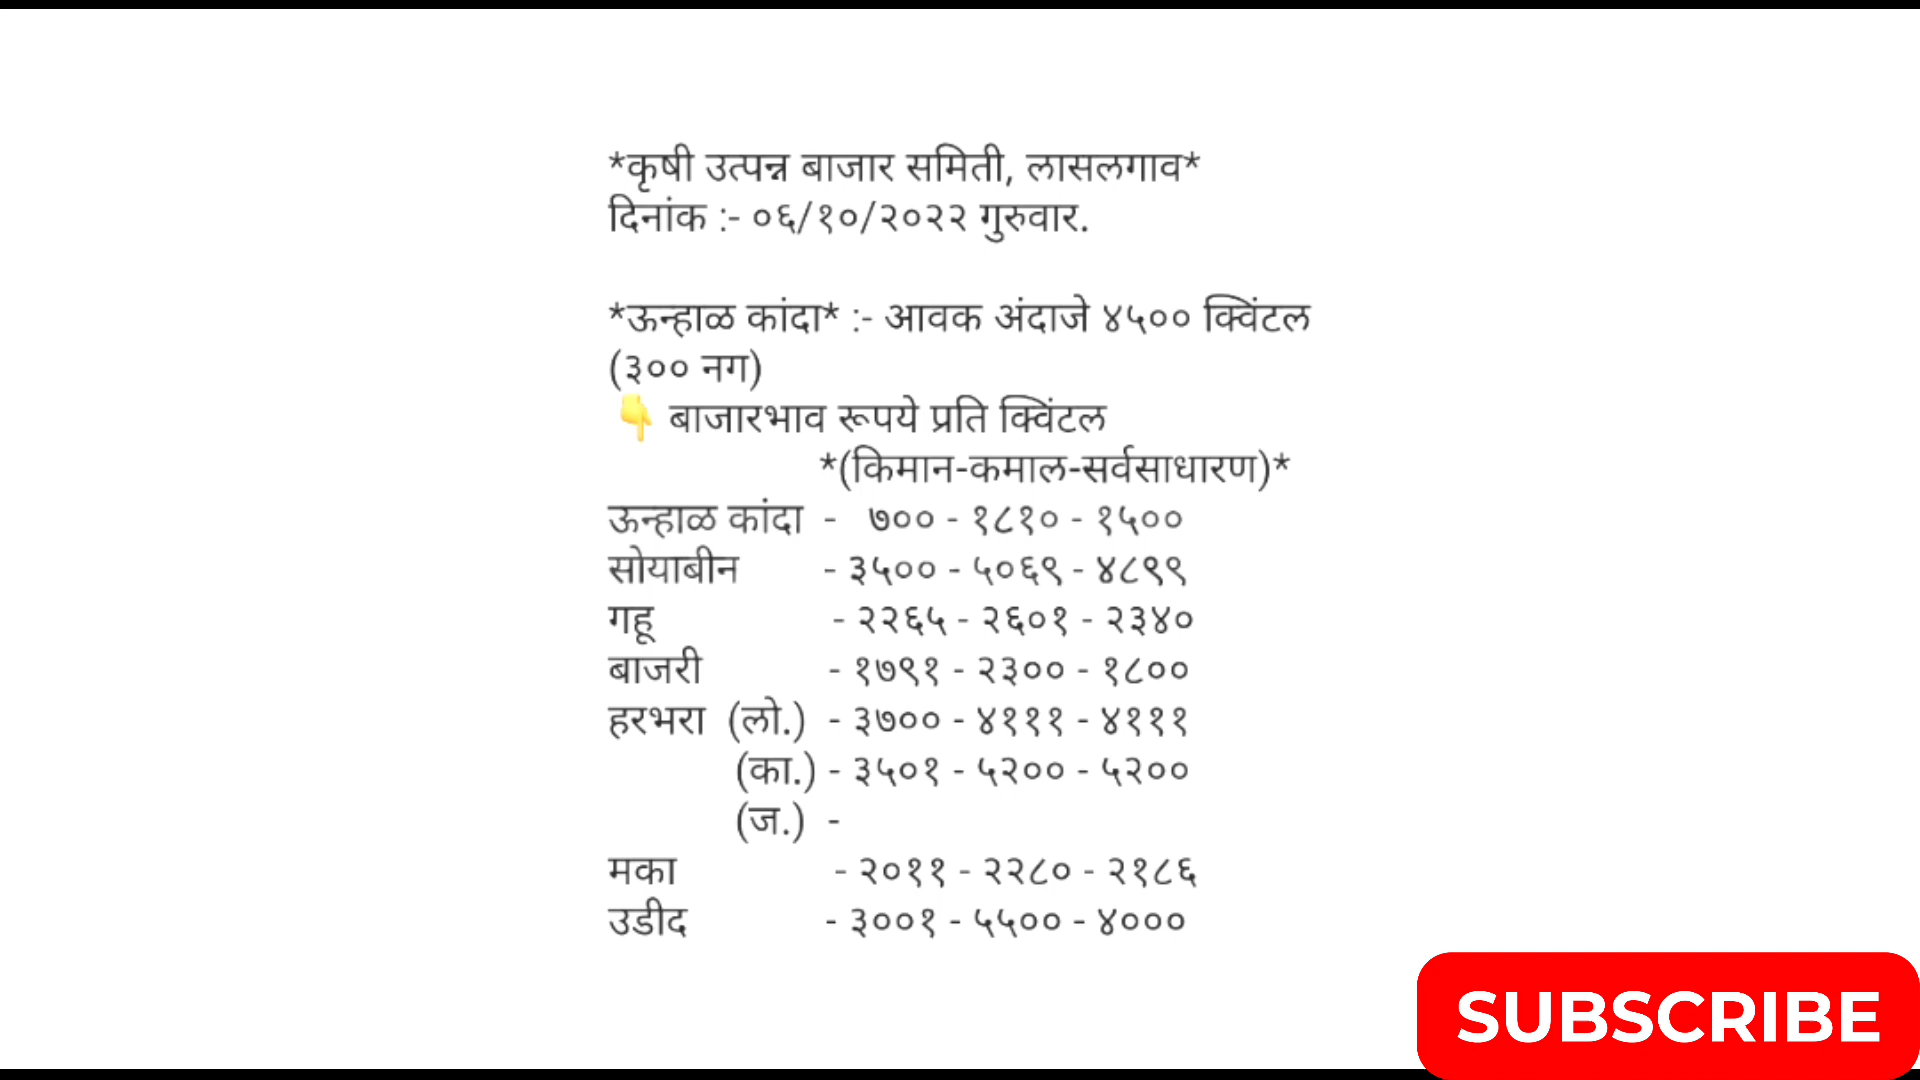 *कृषी उत्पन्न बाजार समिती, लासलगाव*
दिनांक :- ०६/१०/२०२२ गुरुवार.
*ऊन्हाळ कांदा* :- आवक अंदाजे ४५०० क्विंटल
(३०० नग)
👇 बाजारभाव रूपये प्रति क्विंटल
*(किमान-कमाल-सर्वसाधारण)*
ऊन्हाळ कांदा - ७०० - १८१० - १५००
सोयाबीन - ३५०० - ५०६९ - ४८९९
गहू - २२६५ - २६०१ - २३४०
बाजरी - १७९१ - २३०० - १८००
हरभरा (लो.) - ३७०० - ४१११ - ४१११
(का.) - ३५०१ - ५२०० - ५२००
(ज.) -
मका - २०११ - २२८० - २१८६
उडीद - ३००१ - ५५०० - ४०००
SUBSCRIBE